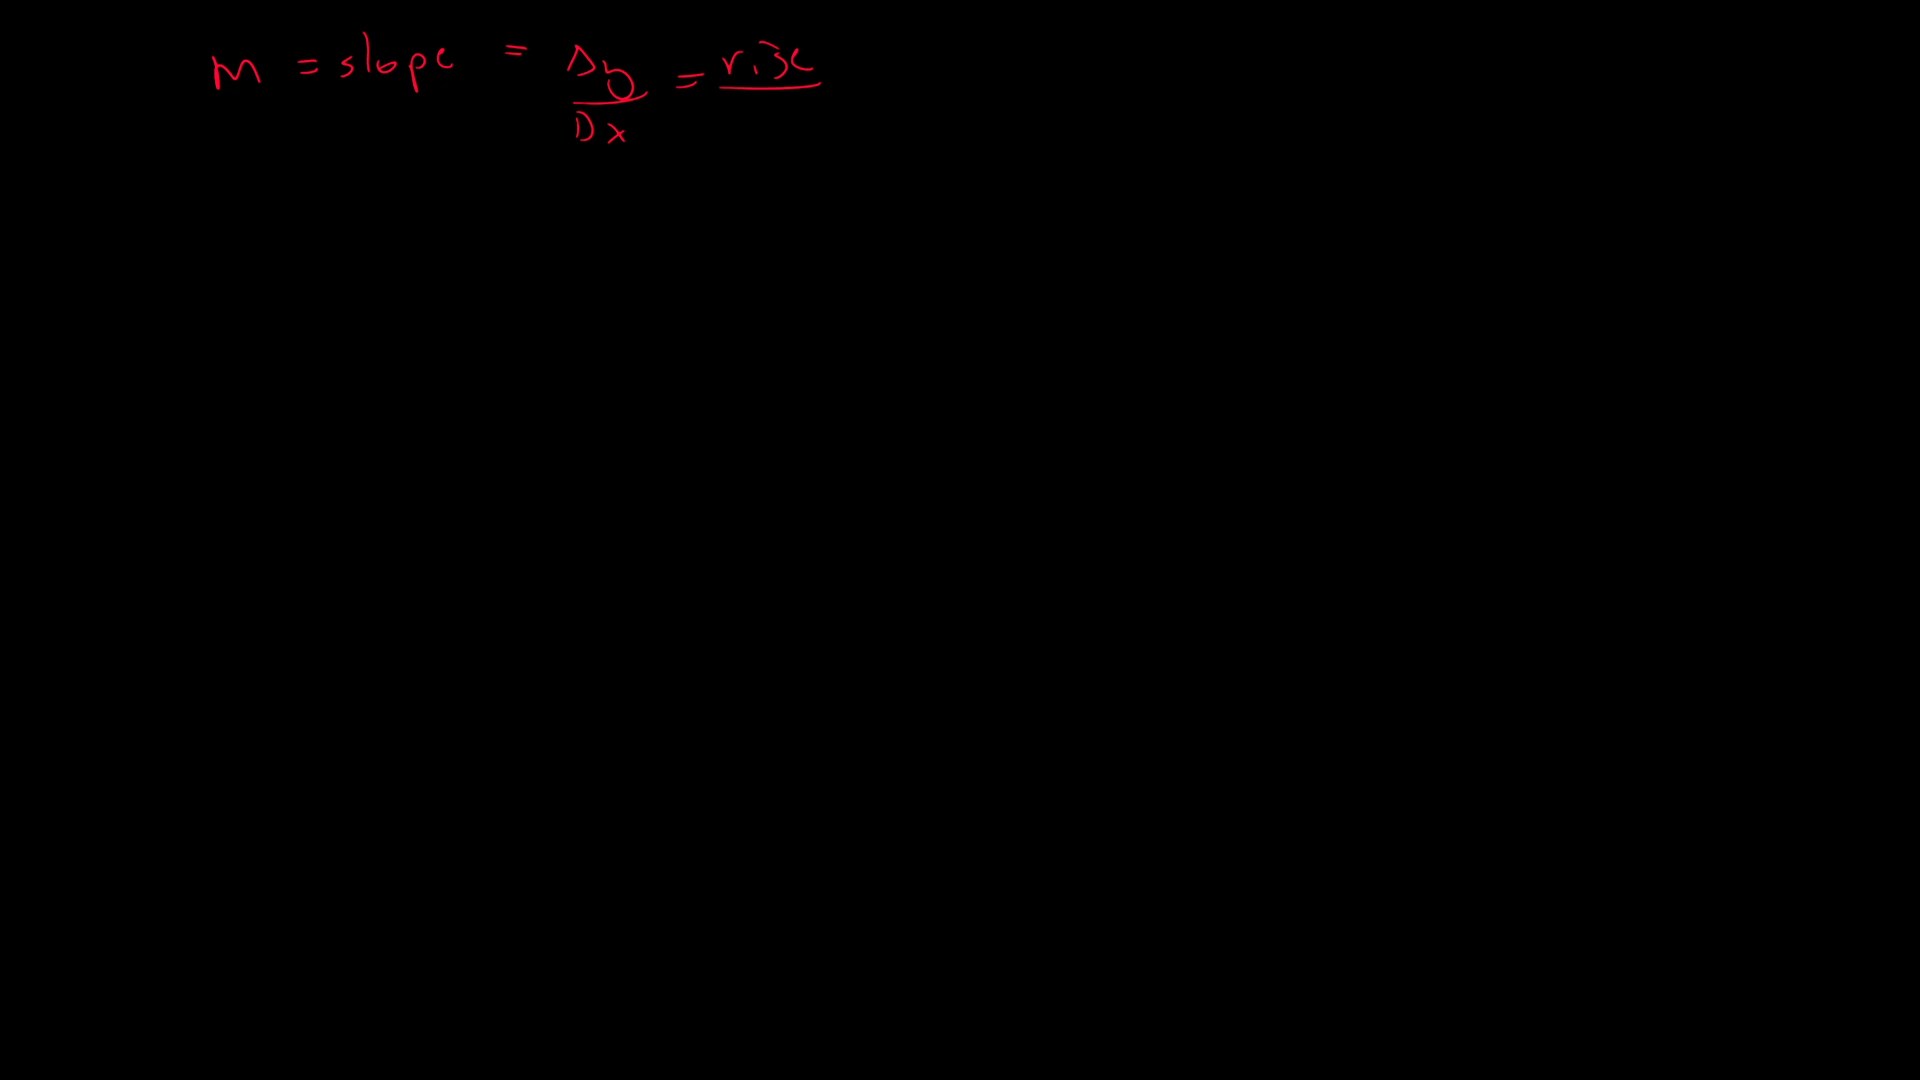 m = slope = Δy = rise
Δx